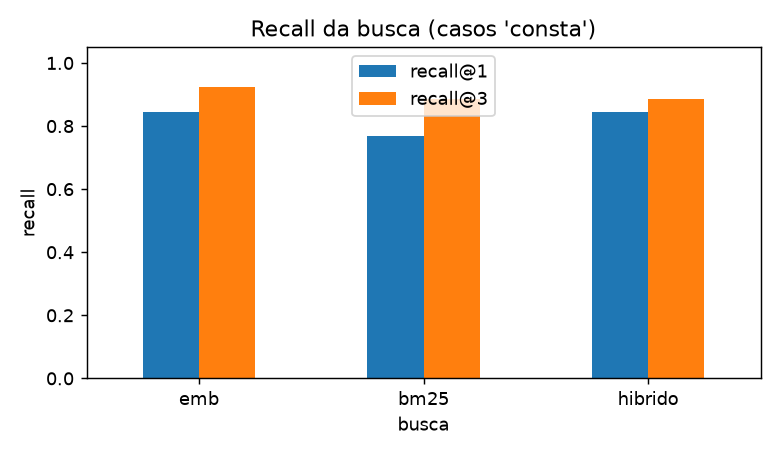 Recall da busca (casos 'consta')
recall@1
recall@3
1.0
0.8
0.6
0.4
0.2
0.0
recall
emb
bm25
hibrido
busca